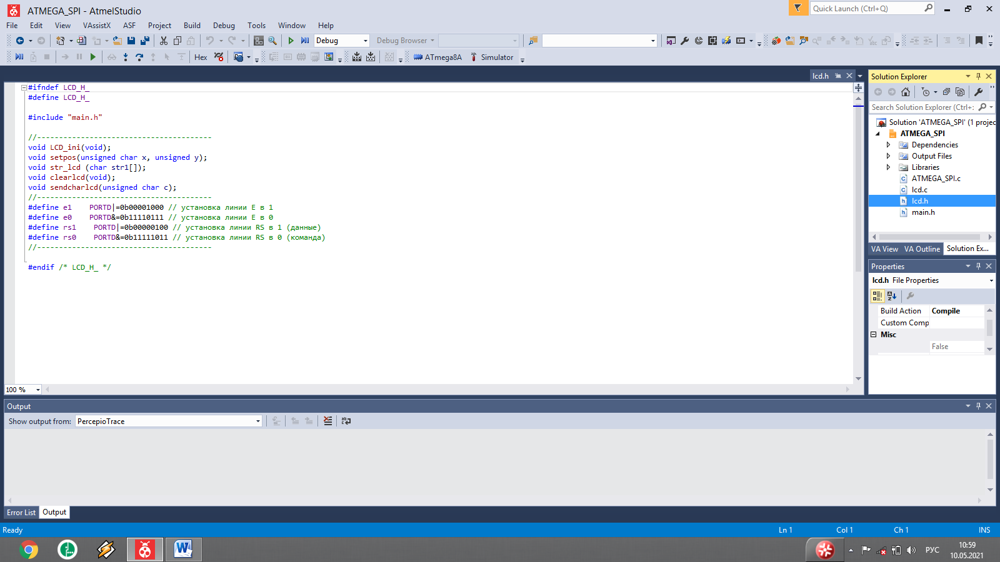 ATMEGA_SPI - AtmelStudio
Quick Launch (Ctrl+Q)
File Edit View VAssistX ASF Project Build Debug Tools Window Help
Debug Debug Browser
Hex ATmega8A Simulator
lcd.h
#ifndef LCD_H_
#define LCD_H_
#include "main.h"
//----------------------------------------
void LCD_ini(void);
void setpos(unsigned char x, unsigned y);
void str_lcd (char str1[]);
void clearlcd(void);
void sendcharlcd(unsigned char c);
//----------------------------------------
#define e1    PORTD|=0b00001000 // установка линии E в 1
#define e0    PORTD&=0b11110111 // установка линии E в 0
#define rs1    PORTD|=0b00000100 // установка линии RS в 1 (данные)
#define rs0    PORTD&=0b11111011 // установка линии RS в 0 (команда)
//----------------------------------------
#endif /* LCD_H_ */
100 %
Solution Explorer
Search Solution Explorer (Ctrl+:
Solution 'ATMEGA_SPI' (1 projec
ATMEGA_SPI
Dependencies
Output Files
Libraries
ATMEGA_SPI.c
lcd.c
lcd.h
main.h
VA View VA Outline Solution Ex...
Properties
lcd.h File Properties
Build Action Compile
Custom Comp
Misc
False
Output
Show output from: PercepioTrace
Error List Output
Ready Ln 1 Col 1 Ch 1 INS
РУС
10:59
10.05.2021